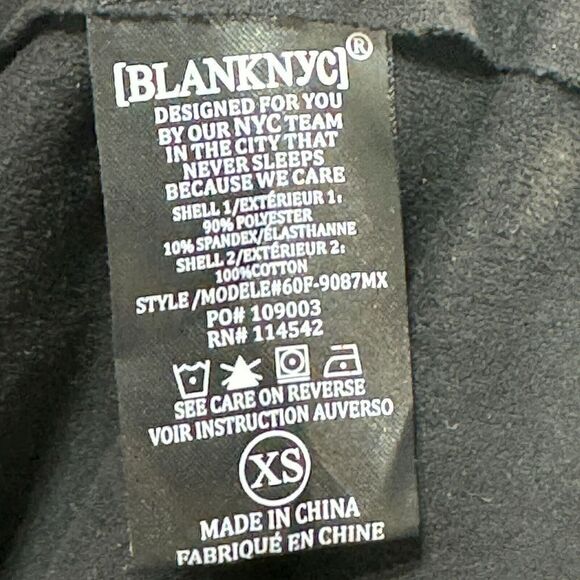 [BLANKNYC]®
DESIGNED FOR YOU
BY OUR NYC TEAM
IN THE CITY THAT
NEVER SLEEPS
BECAUSE WE CARE
SHELL 1/EXTÉRIEUR 1:
90% POLYESTER
10% SPANDEX/ÉLASTHANNE
SHELL 2/EXTÉRIEUR 2:
100%COTTON
STYLE /MODELE#60F-9087MX
PO# 109003
RN# 114542
SEE CARE ON REVERSE
VOIR INSTRUCTION AUVERSO
XS
MADE IN CHINA
FABRIQUÉ EN CHINE